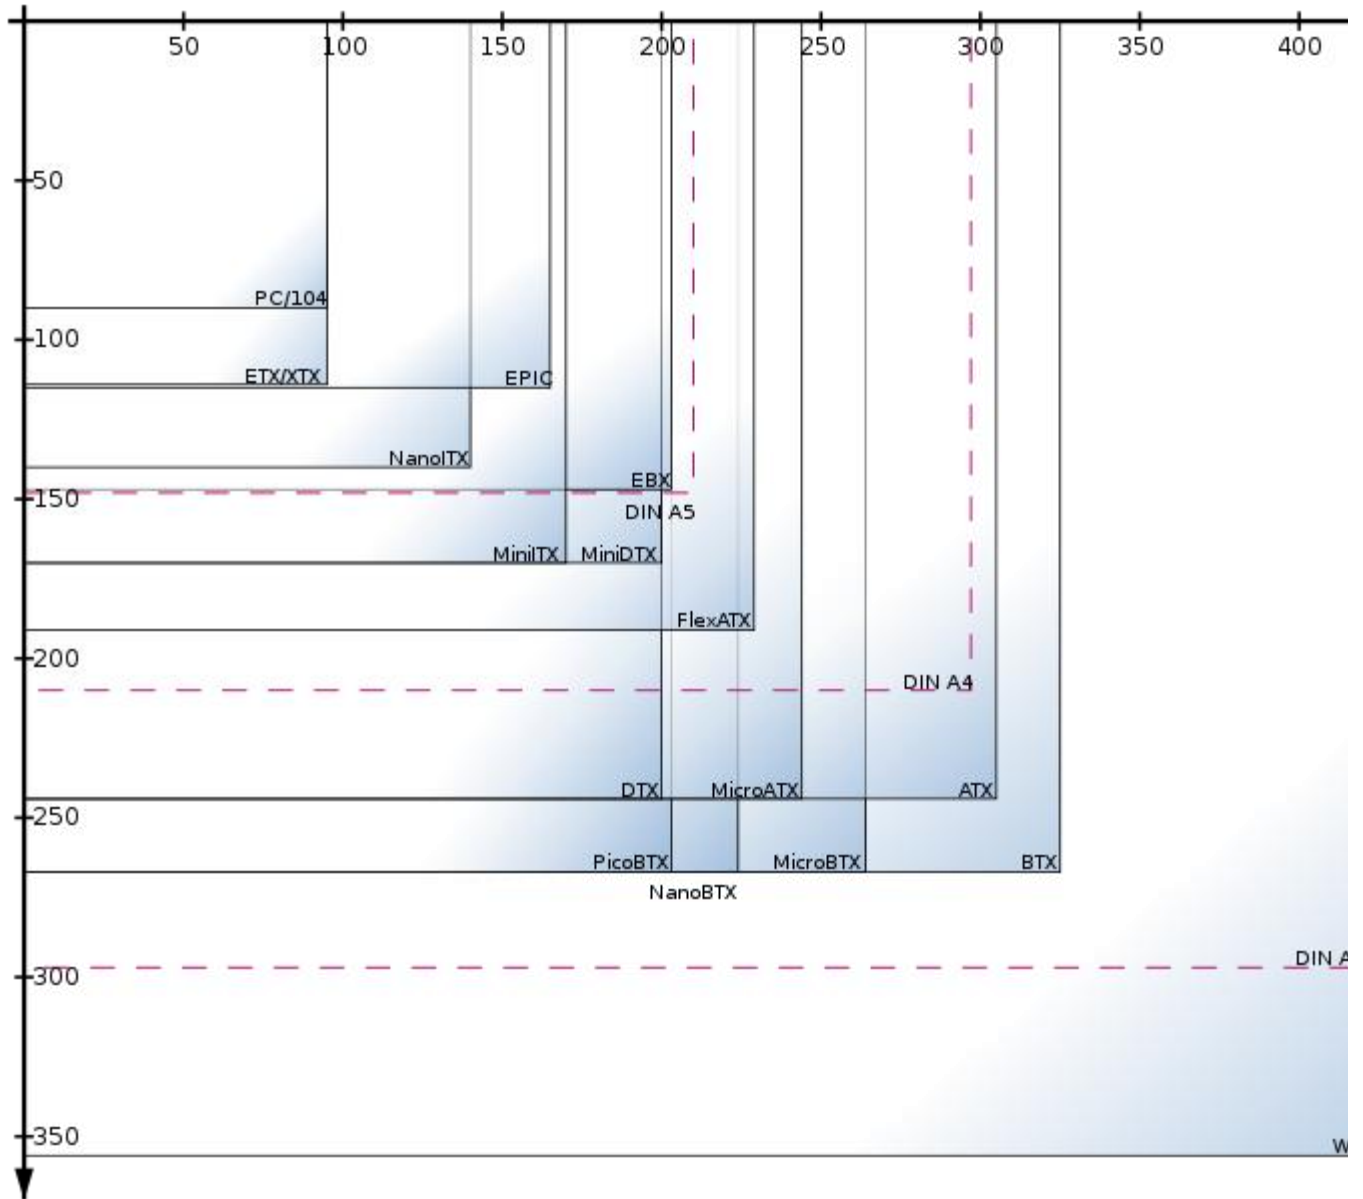 50 100 150 200 250 300 350 400
50
PC/104
100
ETX/XTX EPIC
NanoITX
EBX
150
DIN A5
MiniITX MiniDTX
FlexATX
200
DIN A4
DTX MicroATX ATX
250
PicoBTX MicroBTX BTX
NanoBTX
DIN A
300
350
W